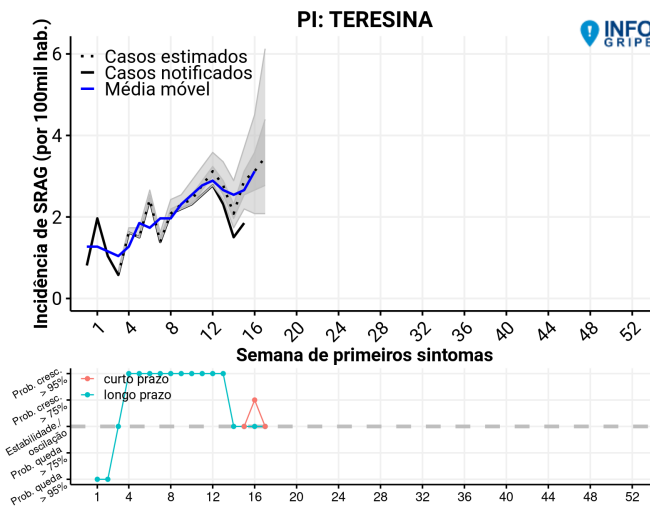 PI: TERESINA
INFO
GRIPE
Incidência de SRAG (por 100mil hab.)
6
4
2
0
Casos estimados
Casos notificados
Média móvel
1 4 8 12 16 20 24 28 32 36 40 44 48 52
Semana de primeiros sintomas
Prob. cresc. > 95%
Prob. cresc. > 75%
Estabilidade./ oscilação
Prob. queda > 75%
Prob. queda > 95%
curto prazo
longo prazo
1 4 8 12 16 20 24 28 32 36 40 44 48 52